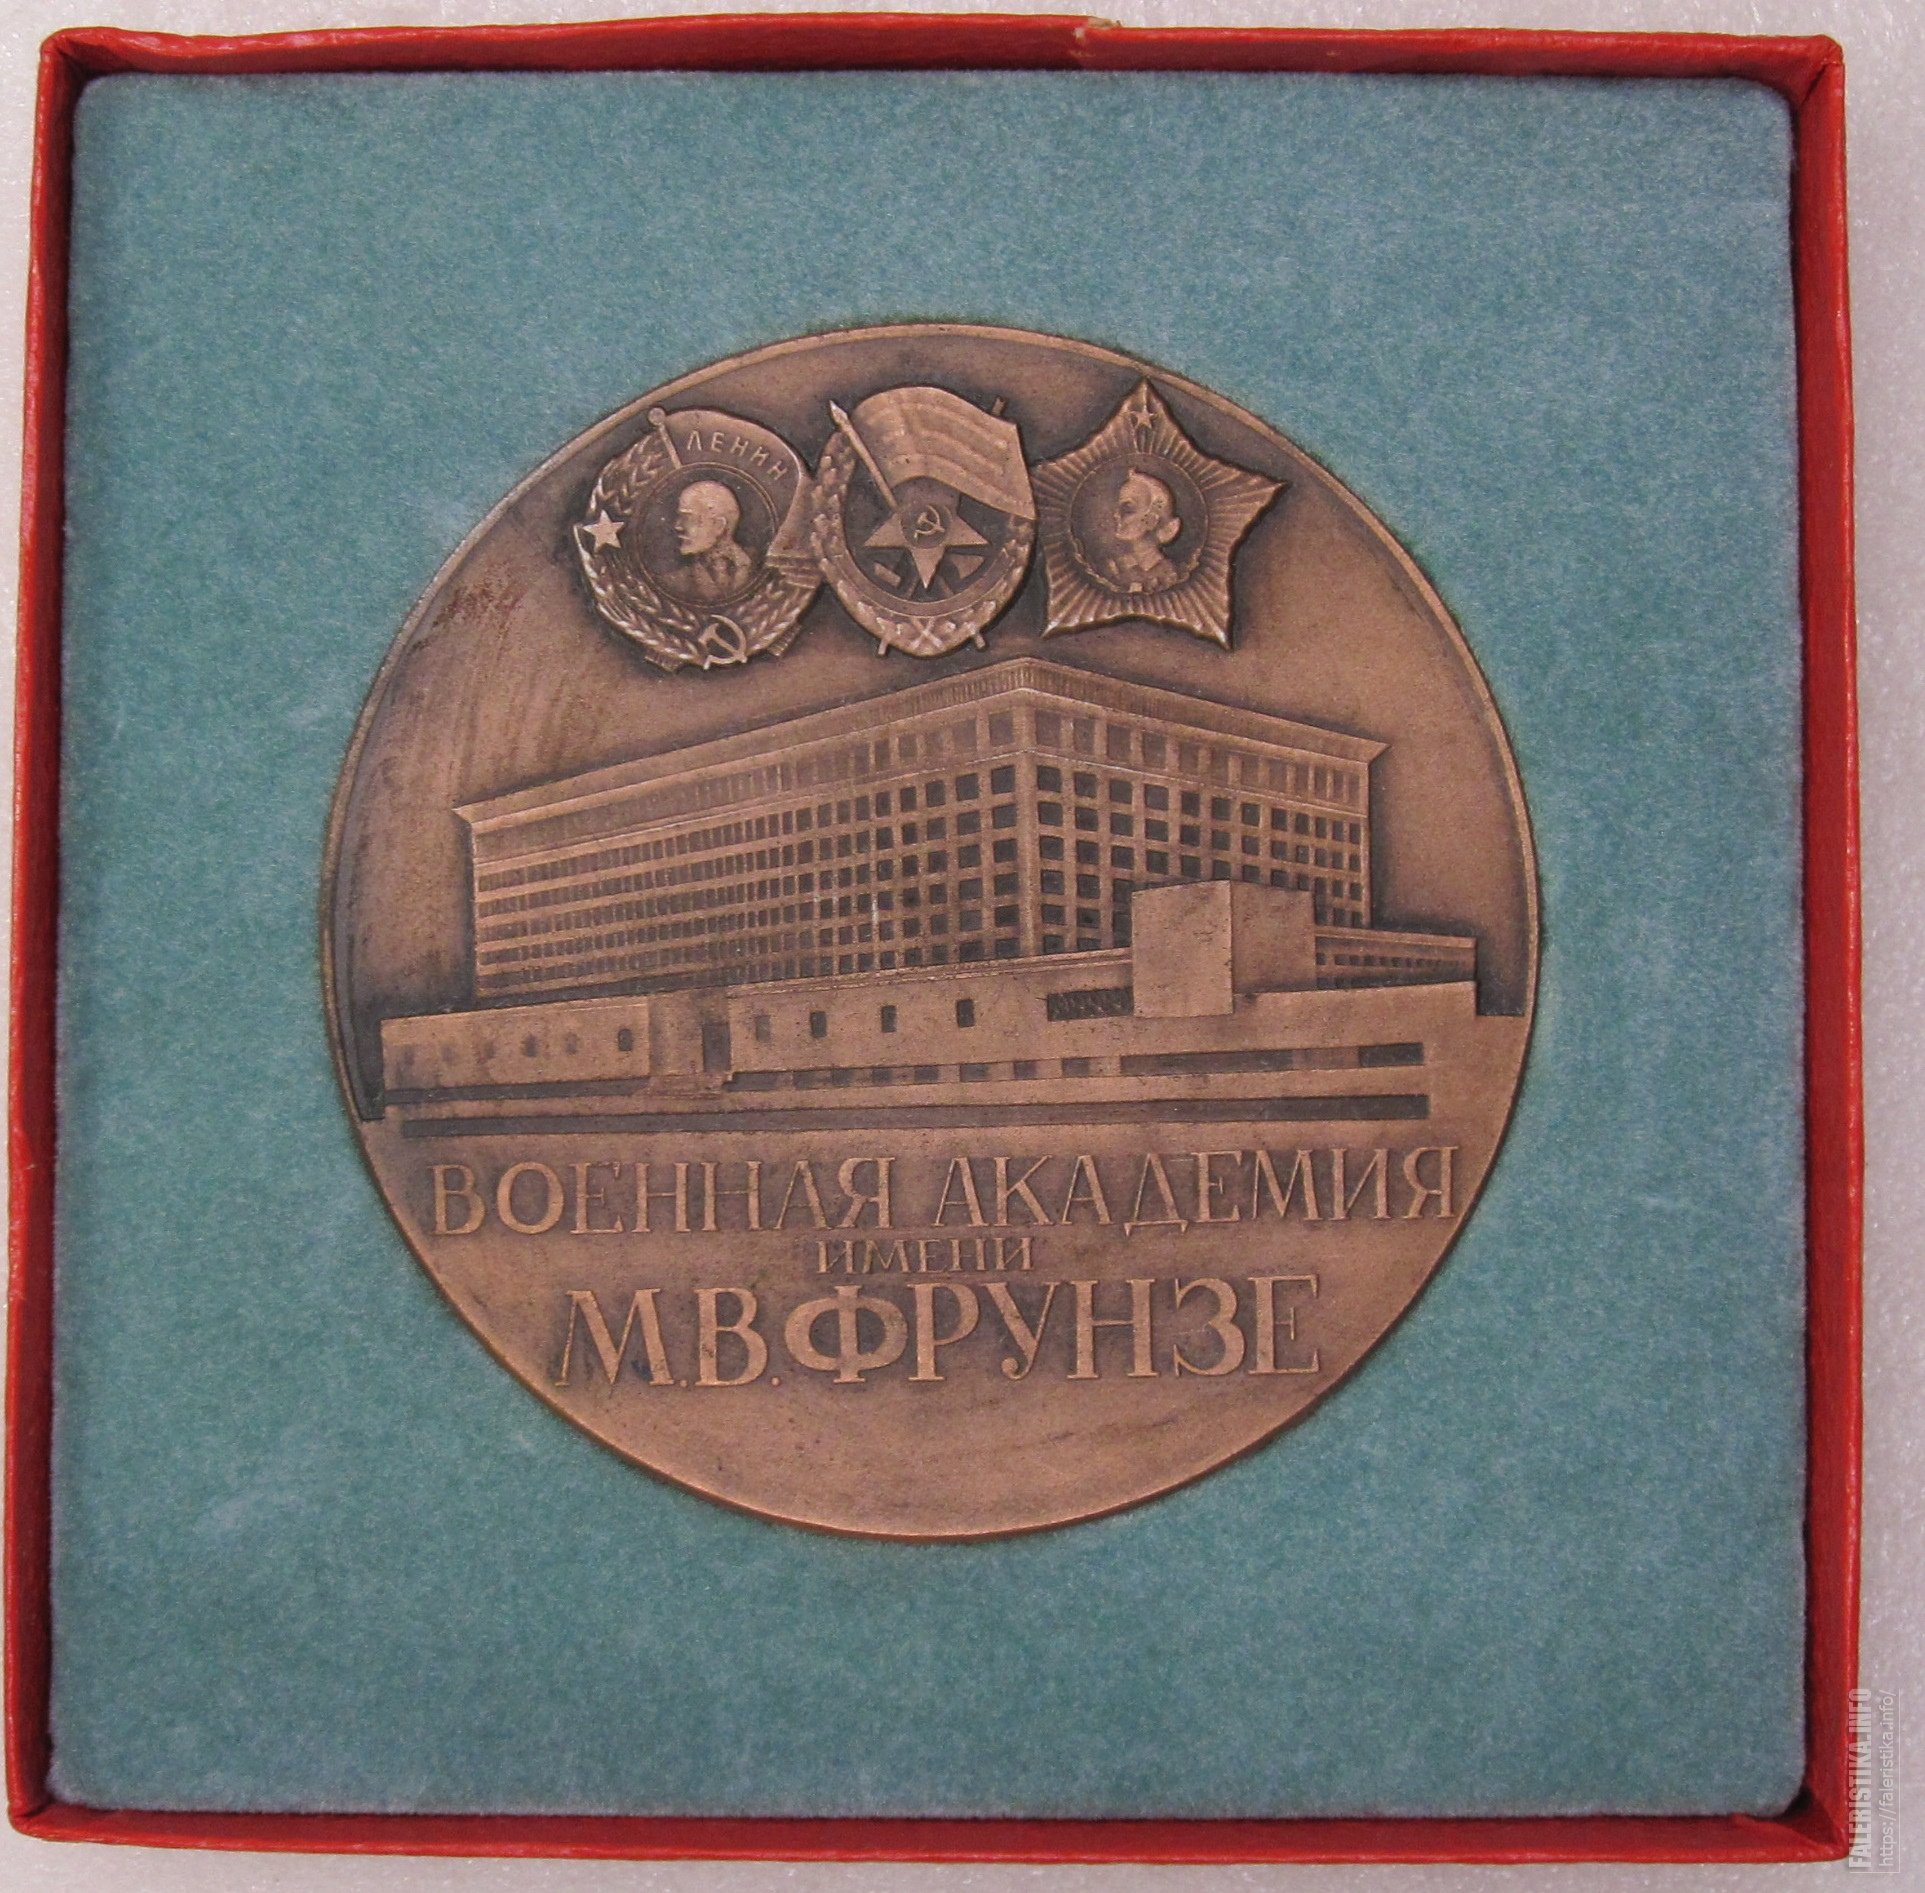 ЛЕНИН
ВОЕННАЯ АКАДЕМИЯ
ИМЕНИ
М.В.ФРУНЗЕ
FALERISTIKA.INFO
https://faleristika.info/